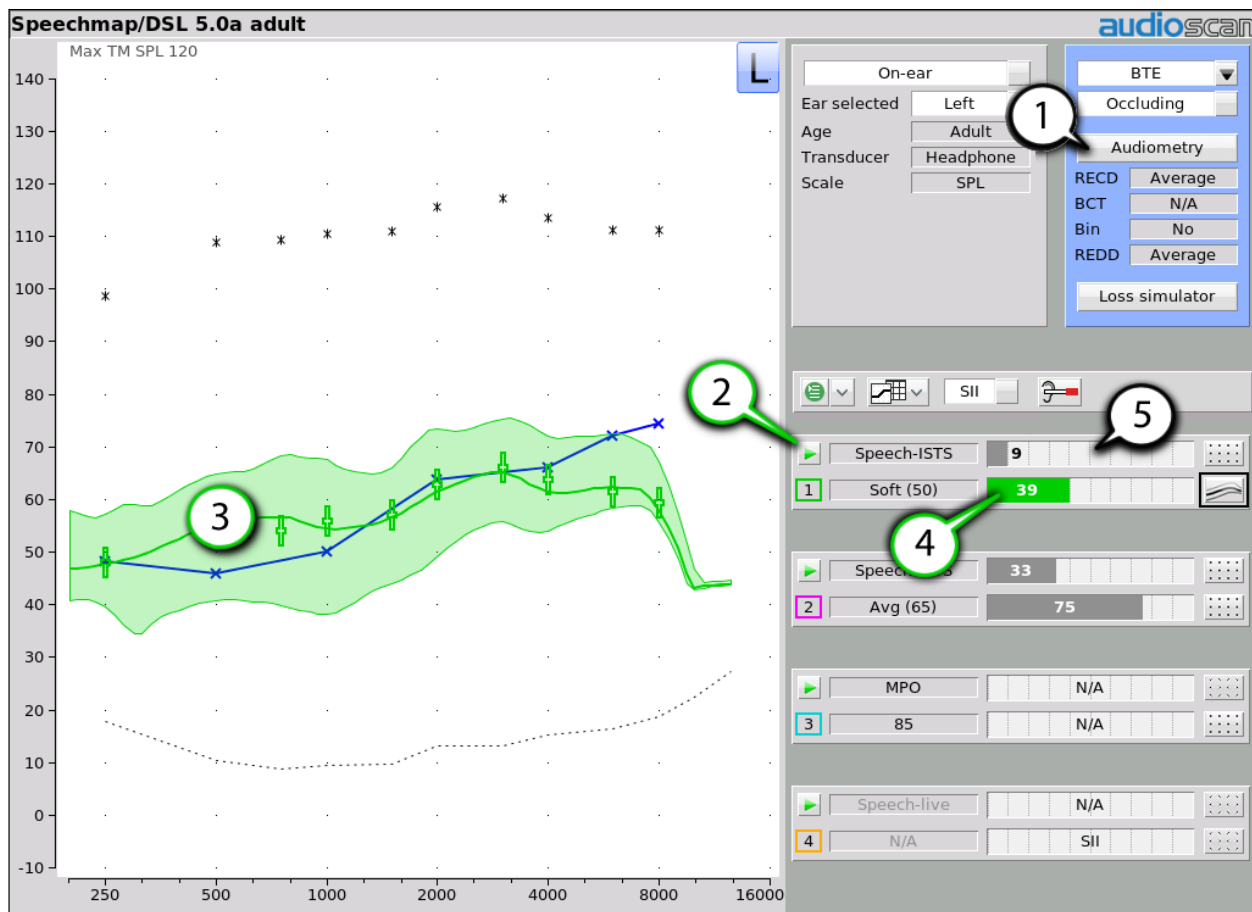 Speechmap/DSL 5.0a adult
audioscan
Max TM SPL 120
L
140
130
120
110
100
90
80
70
60
50
40
30
20
10
0
-10
250 500 1000 2000 4000 8000 16000
3
On-ear
Ear selected Left
Age Adult
Transducer Headphone
Scale SPL
BTE
Occluding
1
Audiometry
RECD Average
BCT N/A
Bin No
REDD Average
Loss simulator
2
SII
5
Speech-ISTS 9
1 Soft (50) 39
4
33
2 Avg (65) 75
MPO N/A
3 85 N/A
Speech-live N/A
4 N/A SII